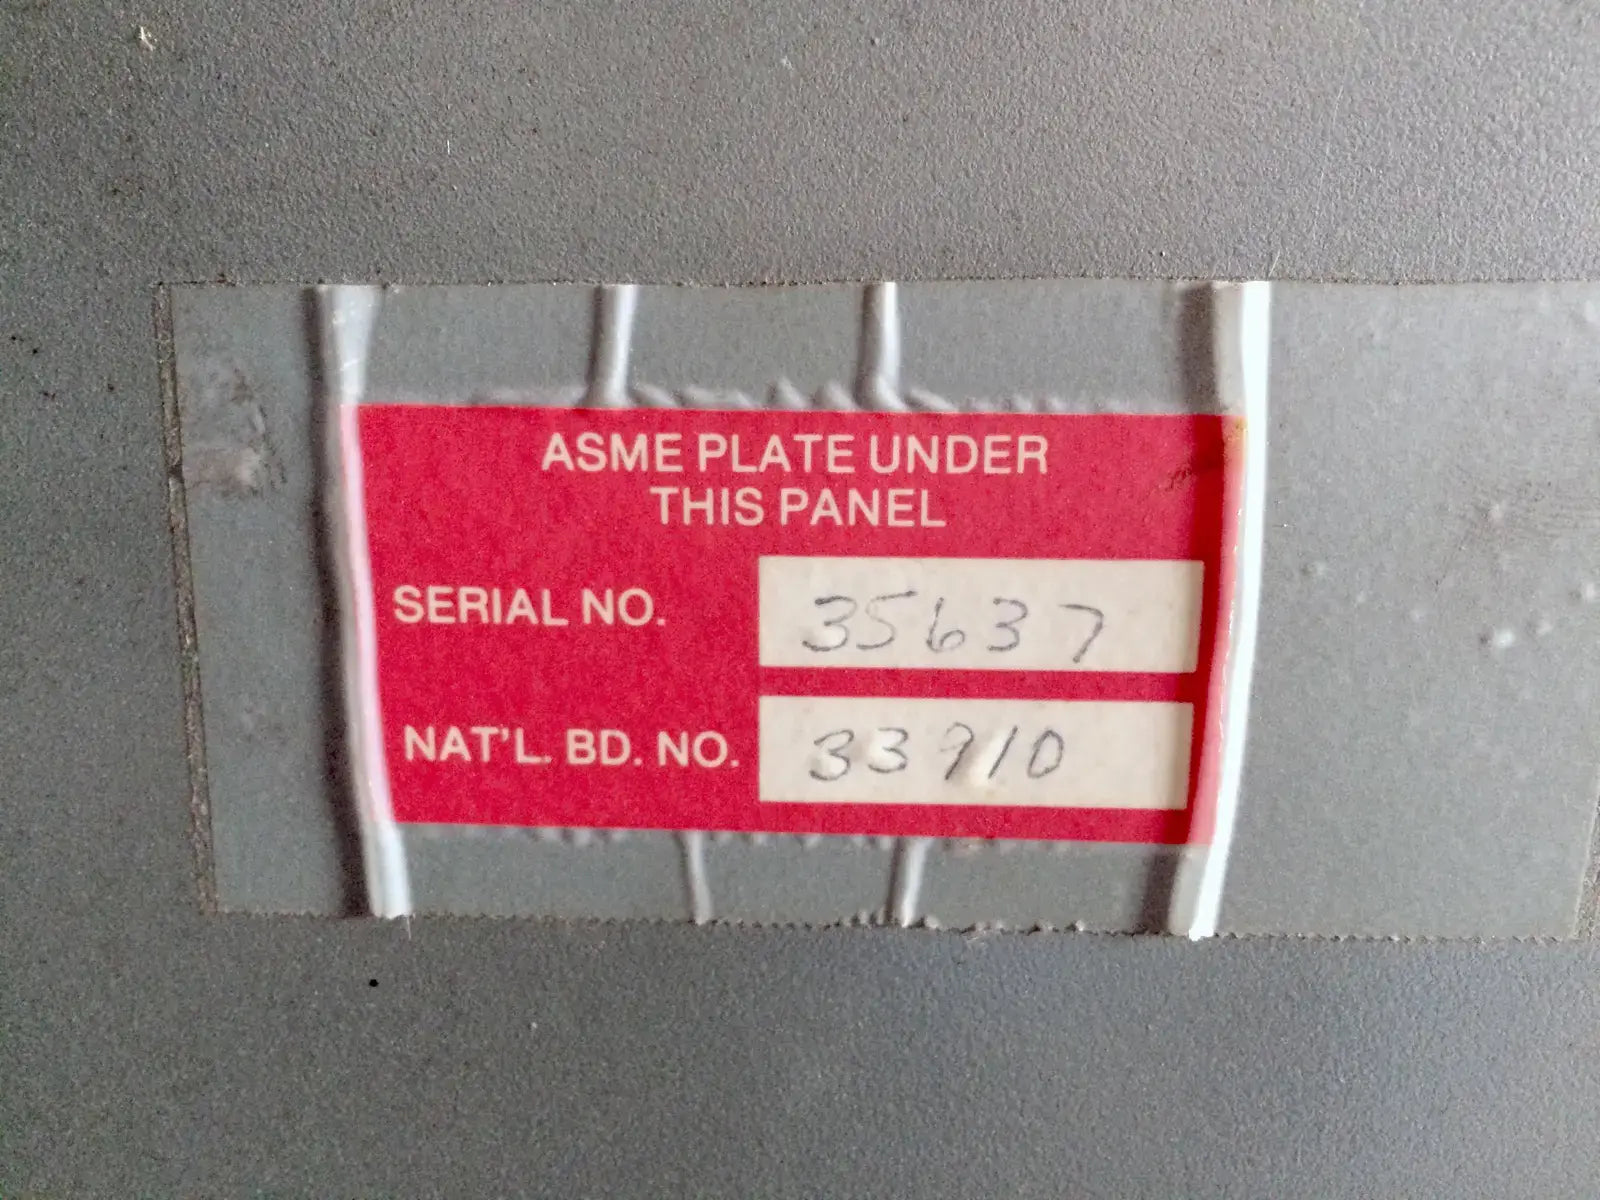 ASME PLATE UNDER
THIS PANEL
SERIAL NO. 35637
NAT'L. BD. NO. 33910